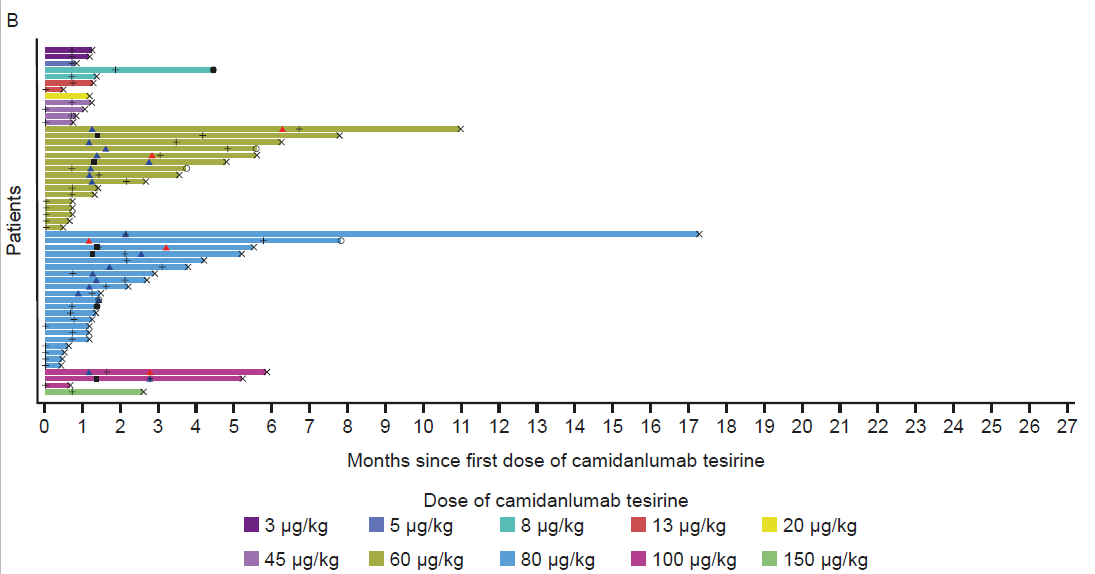 B
Patients
0 1 2 3 4 5 6 7 8 9 10 11 12 13 14 15 16 17 18 19 20 21 22 23 24 25 26 27
Months since first dose of camidanlumab tesirine
Dose of camidanlumab tesirine
3 µg/kg 5 µg/kg 8 µg/kg 13 µg/kg 20 µg/kg
45 µg/kg 60 µg/kg 80 µg/kg 100 µg/kg 150 µg/kg